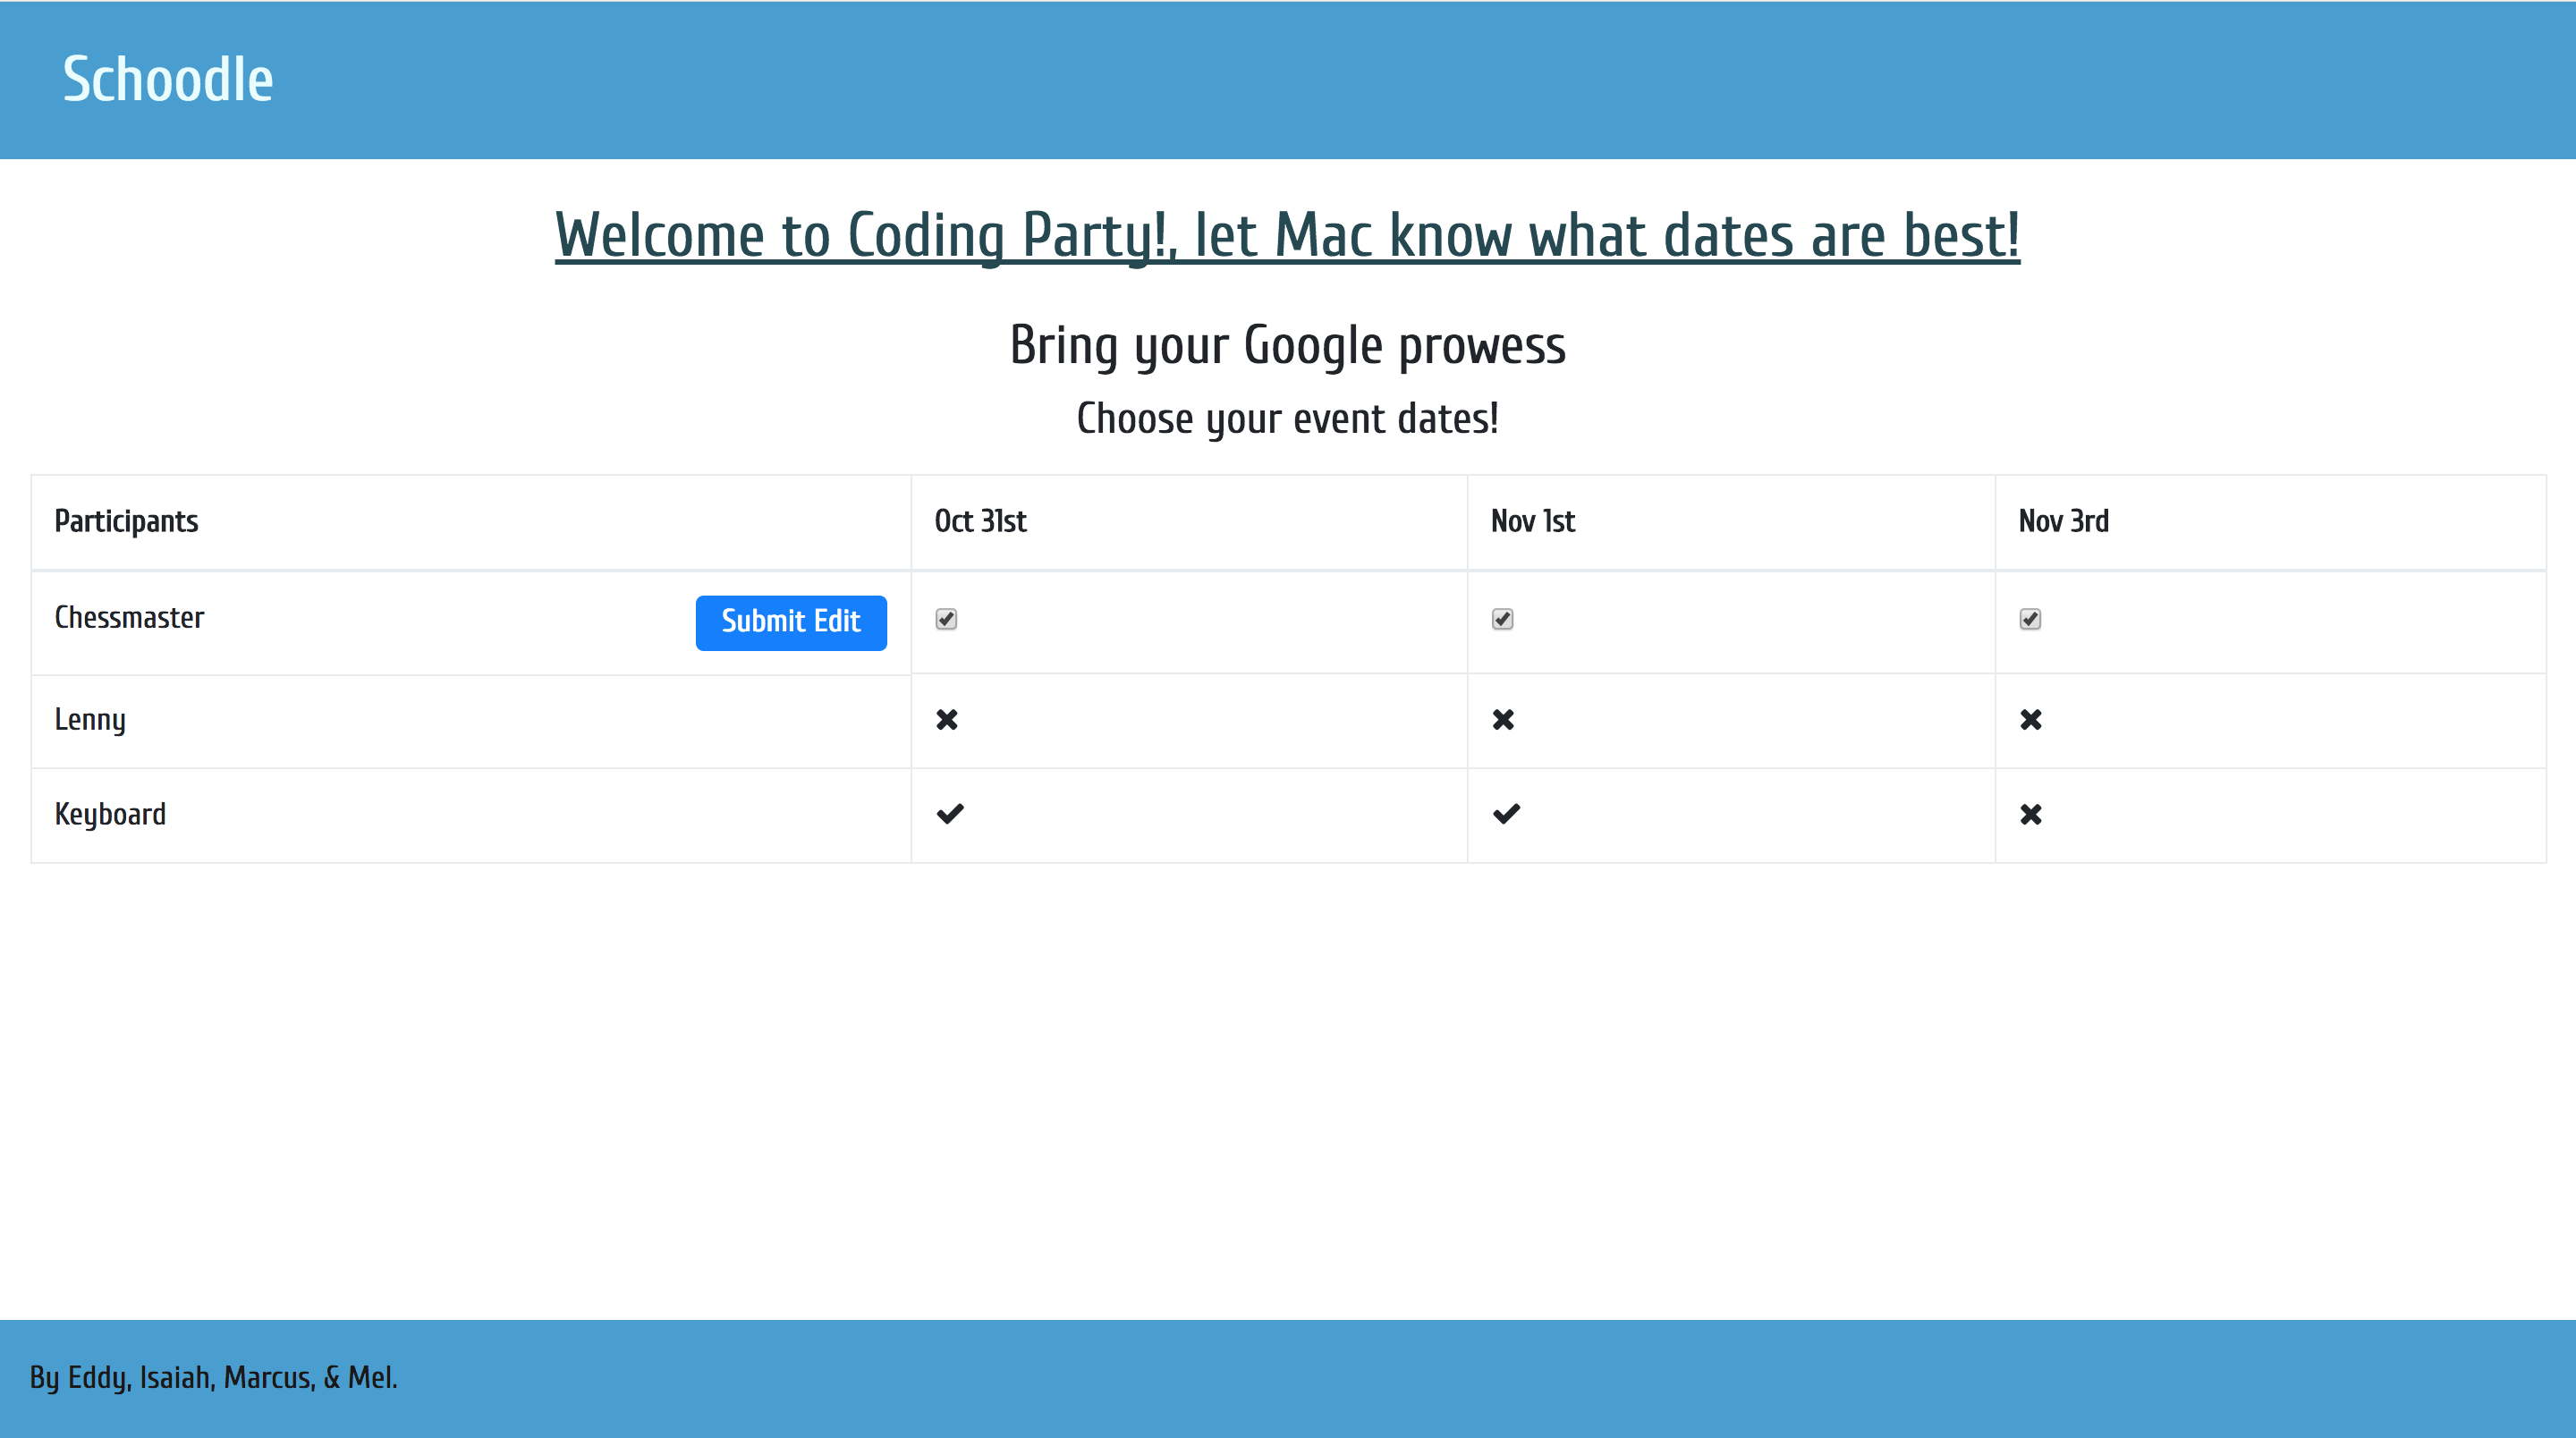 Schoodle
Welcome to Coding Party!, let Mac know what dates are best!
Bring your Google prowess
Choose your event dates!
Participants Oct 31st Nov 1st Nov 3rd
Chessmaster Submit Edit
Lenny
Keyboard
By Eddy, Isaiah, Marcus, & Mel.